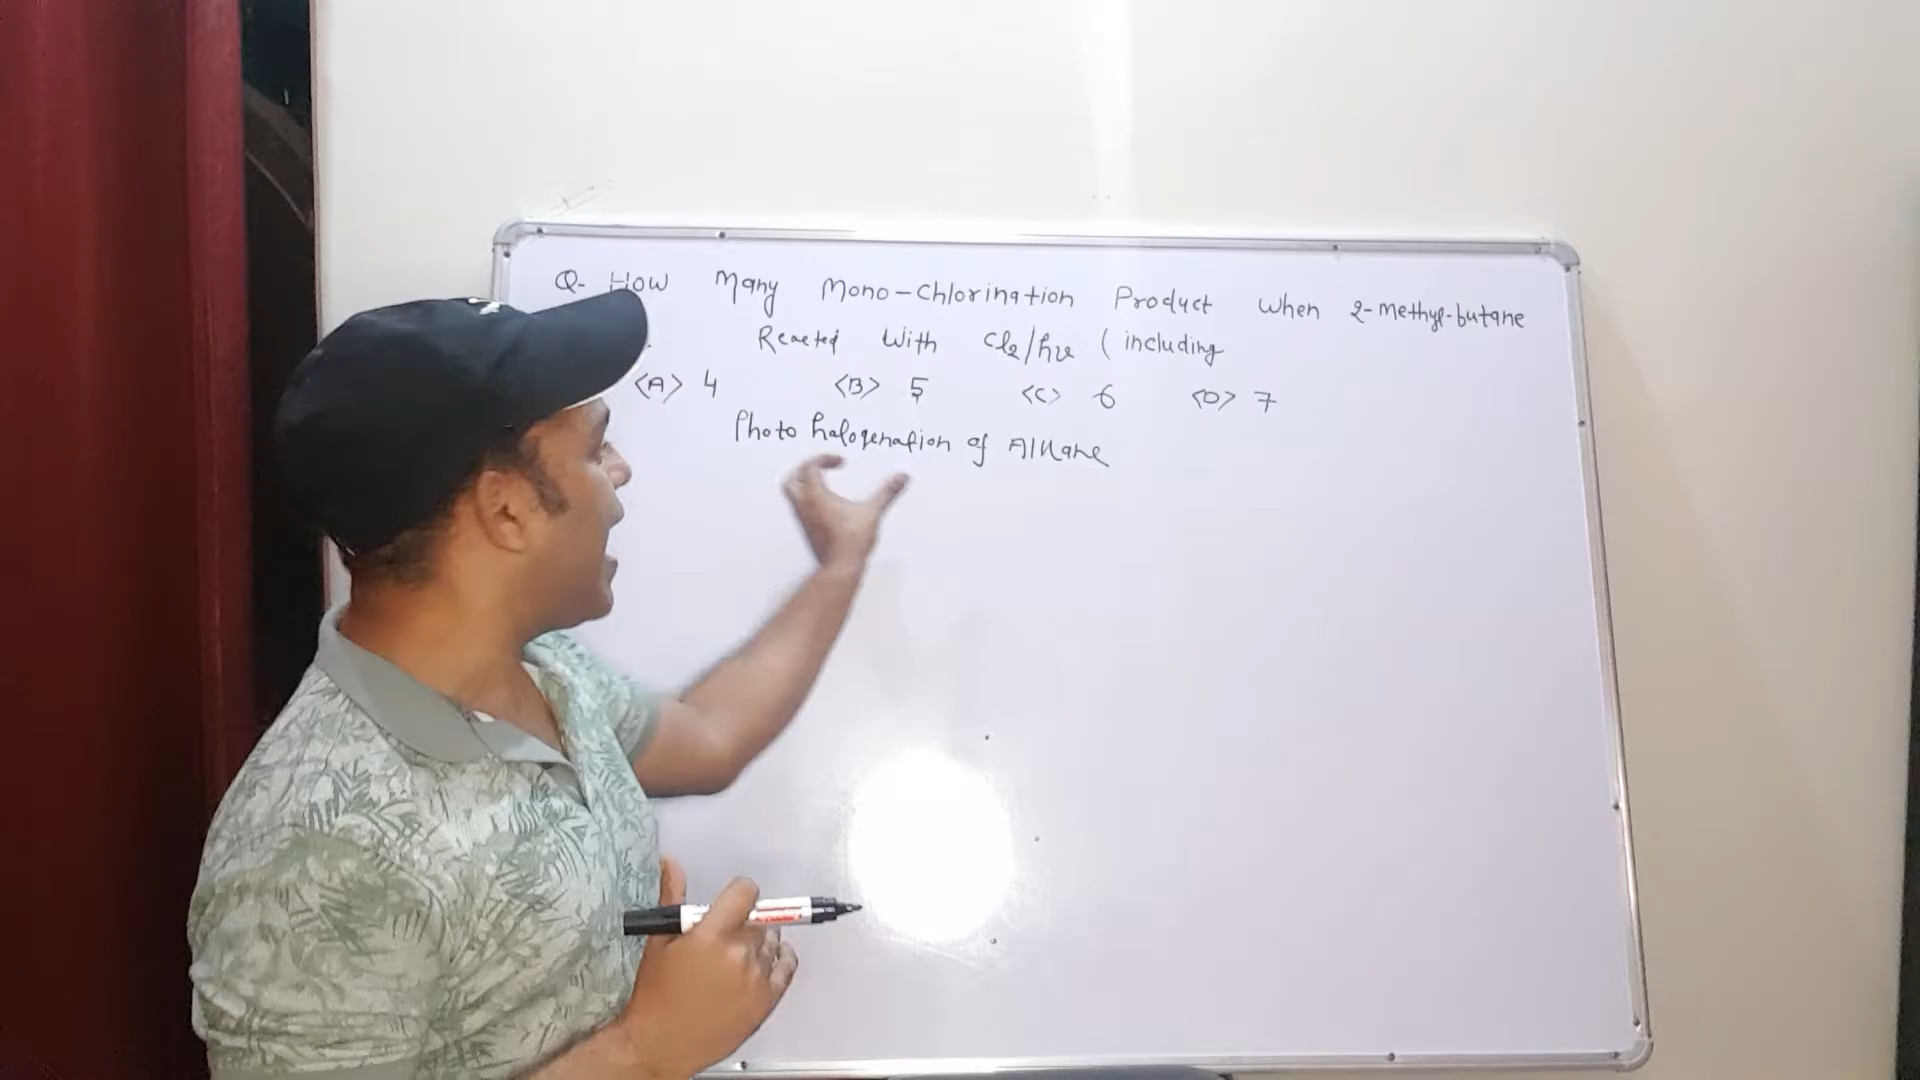 Q- How Many Mono-Chlorination Product When 2-methyl-butane
Reacted With Cl2/hν (including
<A> 4 <B> 5 <C> 6 <D> 7
Photo halogenation of Alkane